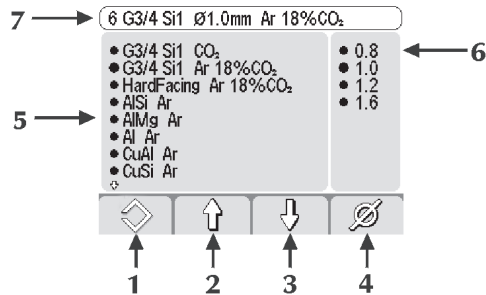 7
6 G3/4 Si1 Ø1.0mm Ar 18%CO₂
G3/4 Si1 CO₂
G3/4 Si1 Ar 18%CO₂
HardFacing Ar 18%CO₂
AlSi Ar
AlMg Ar
Al Ar
CuAl Ar
CuSi Ar
0.8
1.0
1.2
1.6
6
5
1
2
3
4